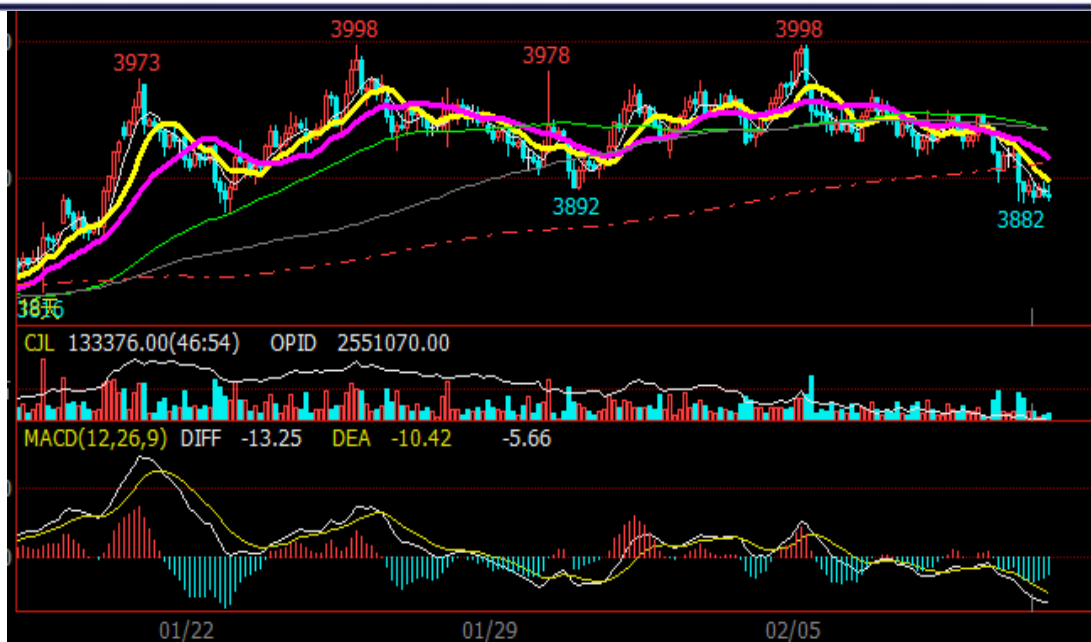 3998
3998
3978
3973
3892
3882
CJL 133376.00(46:54) OPID 2551070.00
MACD(12,26,9) DIFF -13.25 DEA -10.42 -5.66
01/22 01/29 02/05